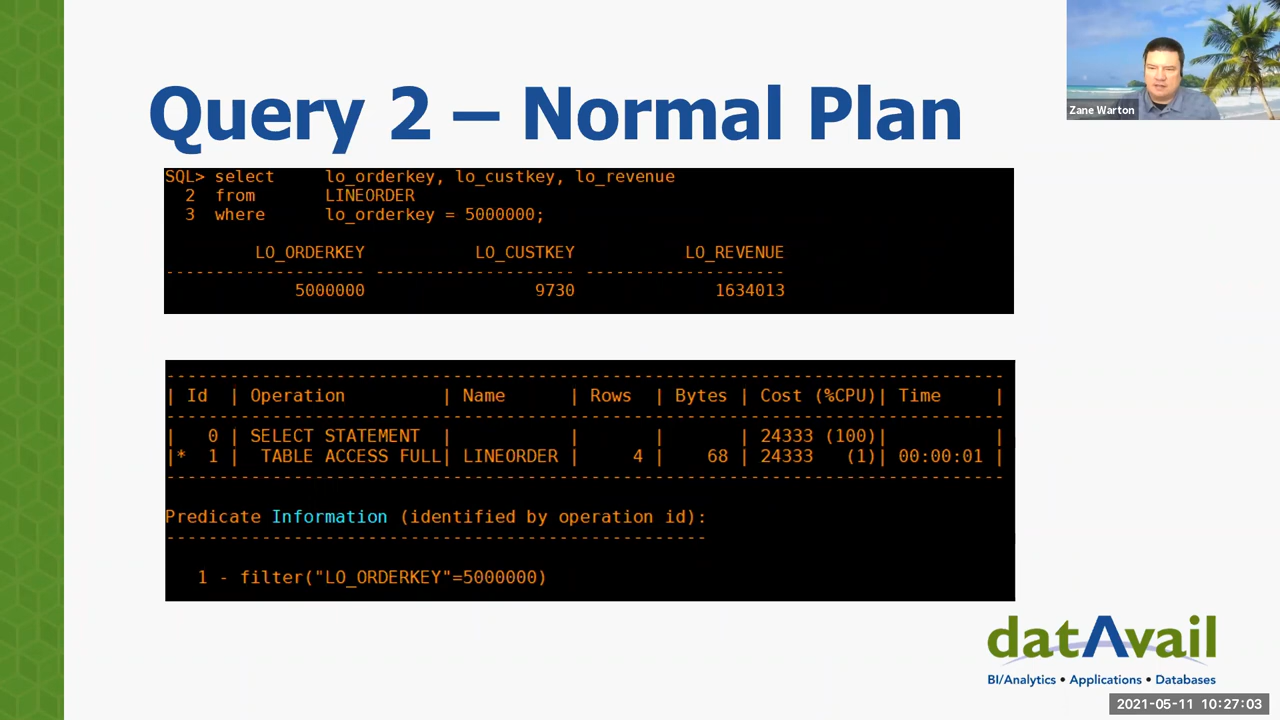 Zane Warton
Query 2 – Normal Plan
SQL> select     lo_orderkey, lo_custkey, lo_revenue
  2  from       LINEORDER
  3  where      lo_orderkey = 5000000;
         LO_ORDERKEY           LO_CUSTKEY           LO_REVENUE
-------------------- -------------------- --------------------
             5000000                 9730              1634013
-------------------------------------------------------------------------------
| Id  | Operation         | Name      | Rows  | Bytes | Cost (%CPU)| Time     |
-------------------------------------------------------------------------------
|   0 | SELECT STATEMENT  |           |       |       | 24333 (100)|          |
|*  1 |  TABLE ACCESS FULL| LINEORDER |     4 |    68 | 24333   (1)| 00:00:01 |
-------------------------------------------------------------------------------
Predicate Information (identified by operation id):
---------------------------------------------------
   1 - filter("LO_ORDERKEY"=5000000)
datAvail
BI/Analytics • Applications • Databases
2021-05-11 10:27:03